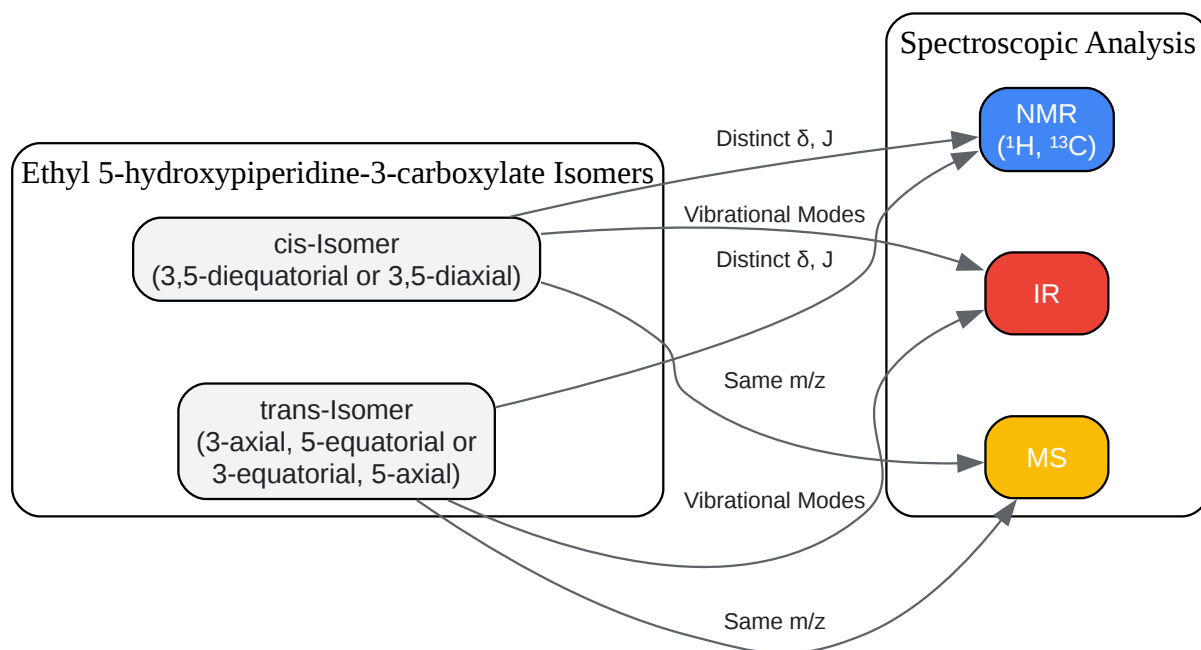 Spectroscopic Analysis
NMR
(¹H, ¹³C)
Distinct δ, J
Ethyl 5-hydroxypiperidine-3-carboxylate Isomers
Vibrational Modes
cis-Isomer
(3,5-diequatorial or 3,5-diaxial)
Distinct δ, J
IR
Same m/z
trans-Isomer
(3-axial, 5-equatorial or
3-equatorial, 5-axial)
MS
Vibrational Modes
Same m/z